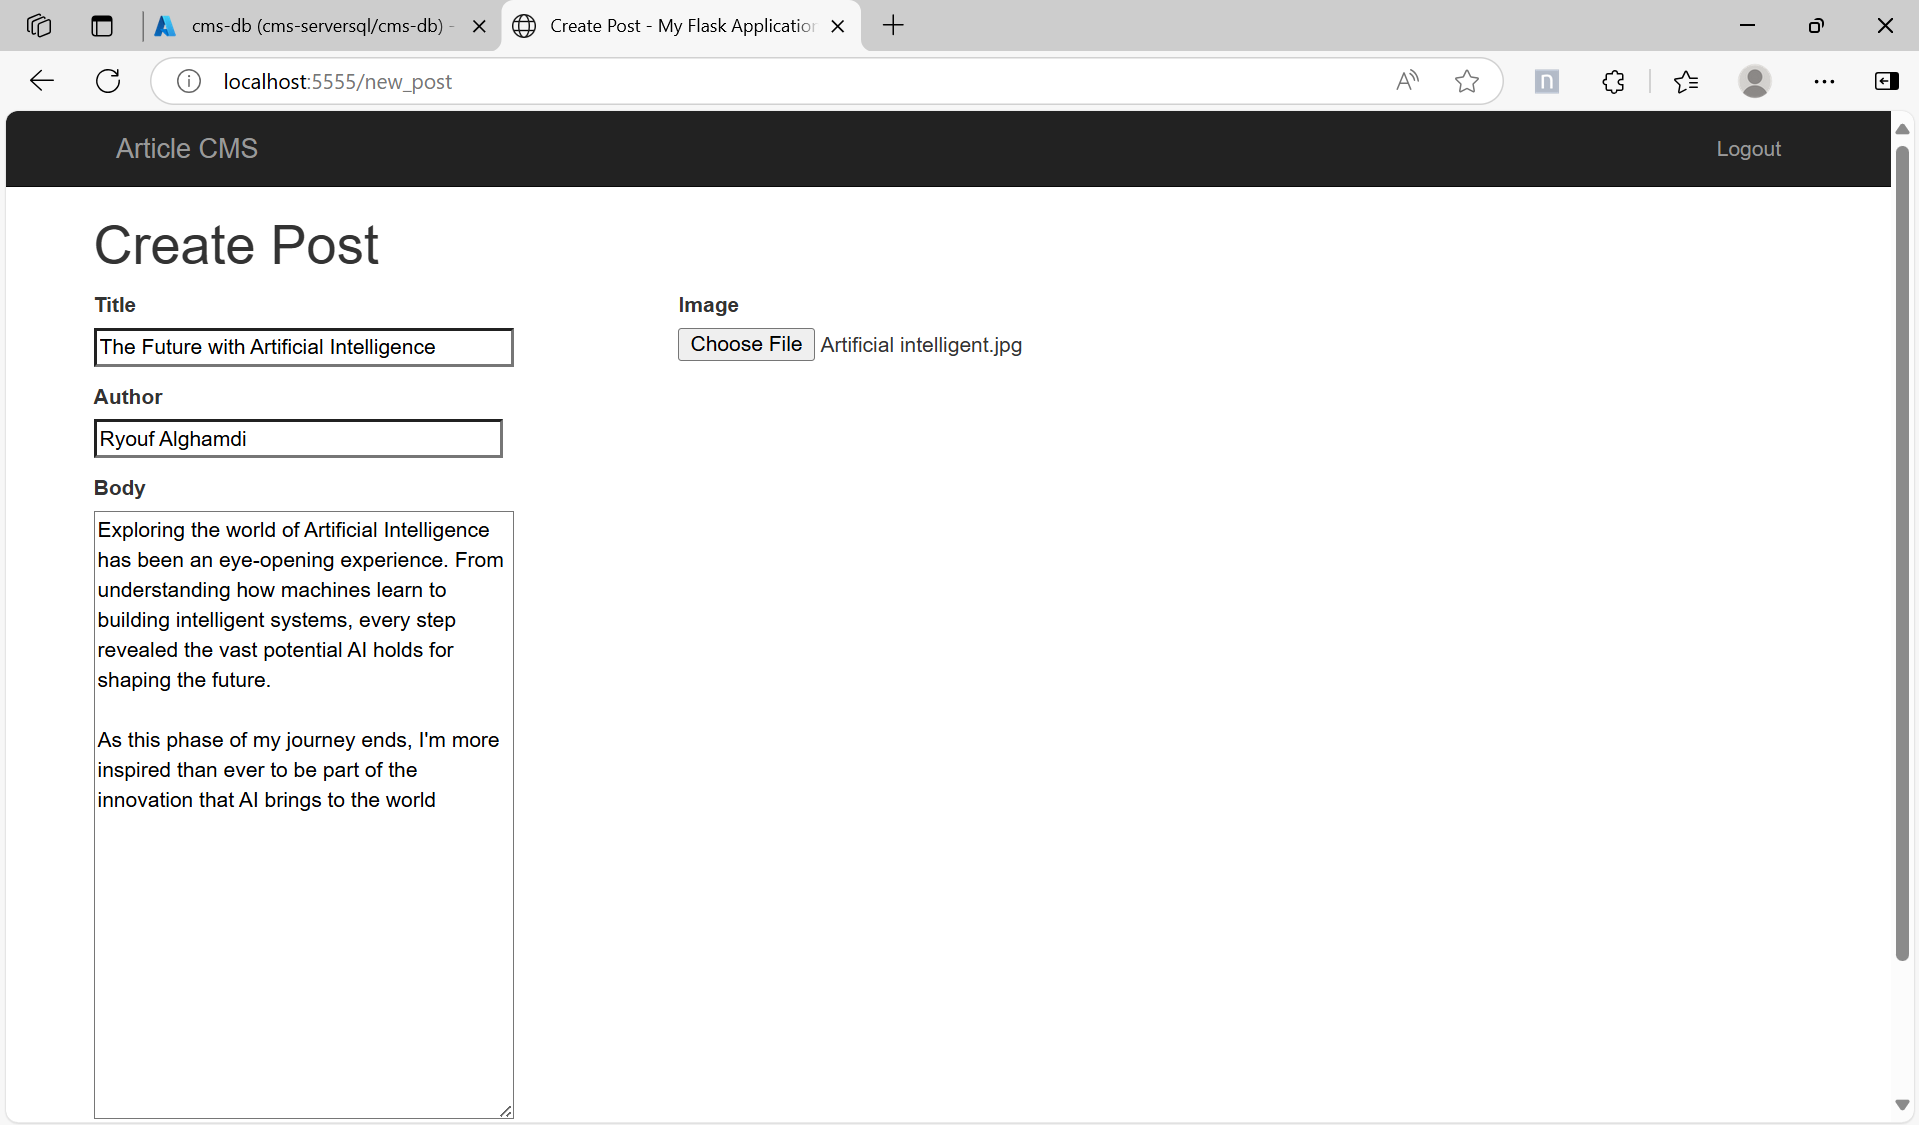 cms-db (cms-serversql/cms-db) -
Create Post - My Flask Application
localhost:5555/new_post
n
Article CMS
Logout
Create Post
Title
Image
The Future with Artificial Intelligence
Choose File Artificial intelligent.jpg
Author
Ryouf Alghamdi
Body
Exploring the world of Artificial Intelligence
has been an eye-opening experience. From
understanding how machines learn to
building intelligent systems, every step
revealed the vast potential AI holds for
shaping the future.
As this phase of my journey ends, I'm more
inspired than ever to be part of the
innovation that AI brings to the world